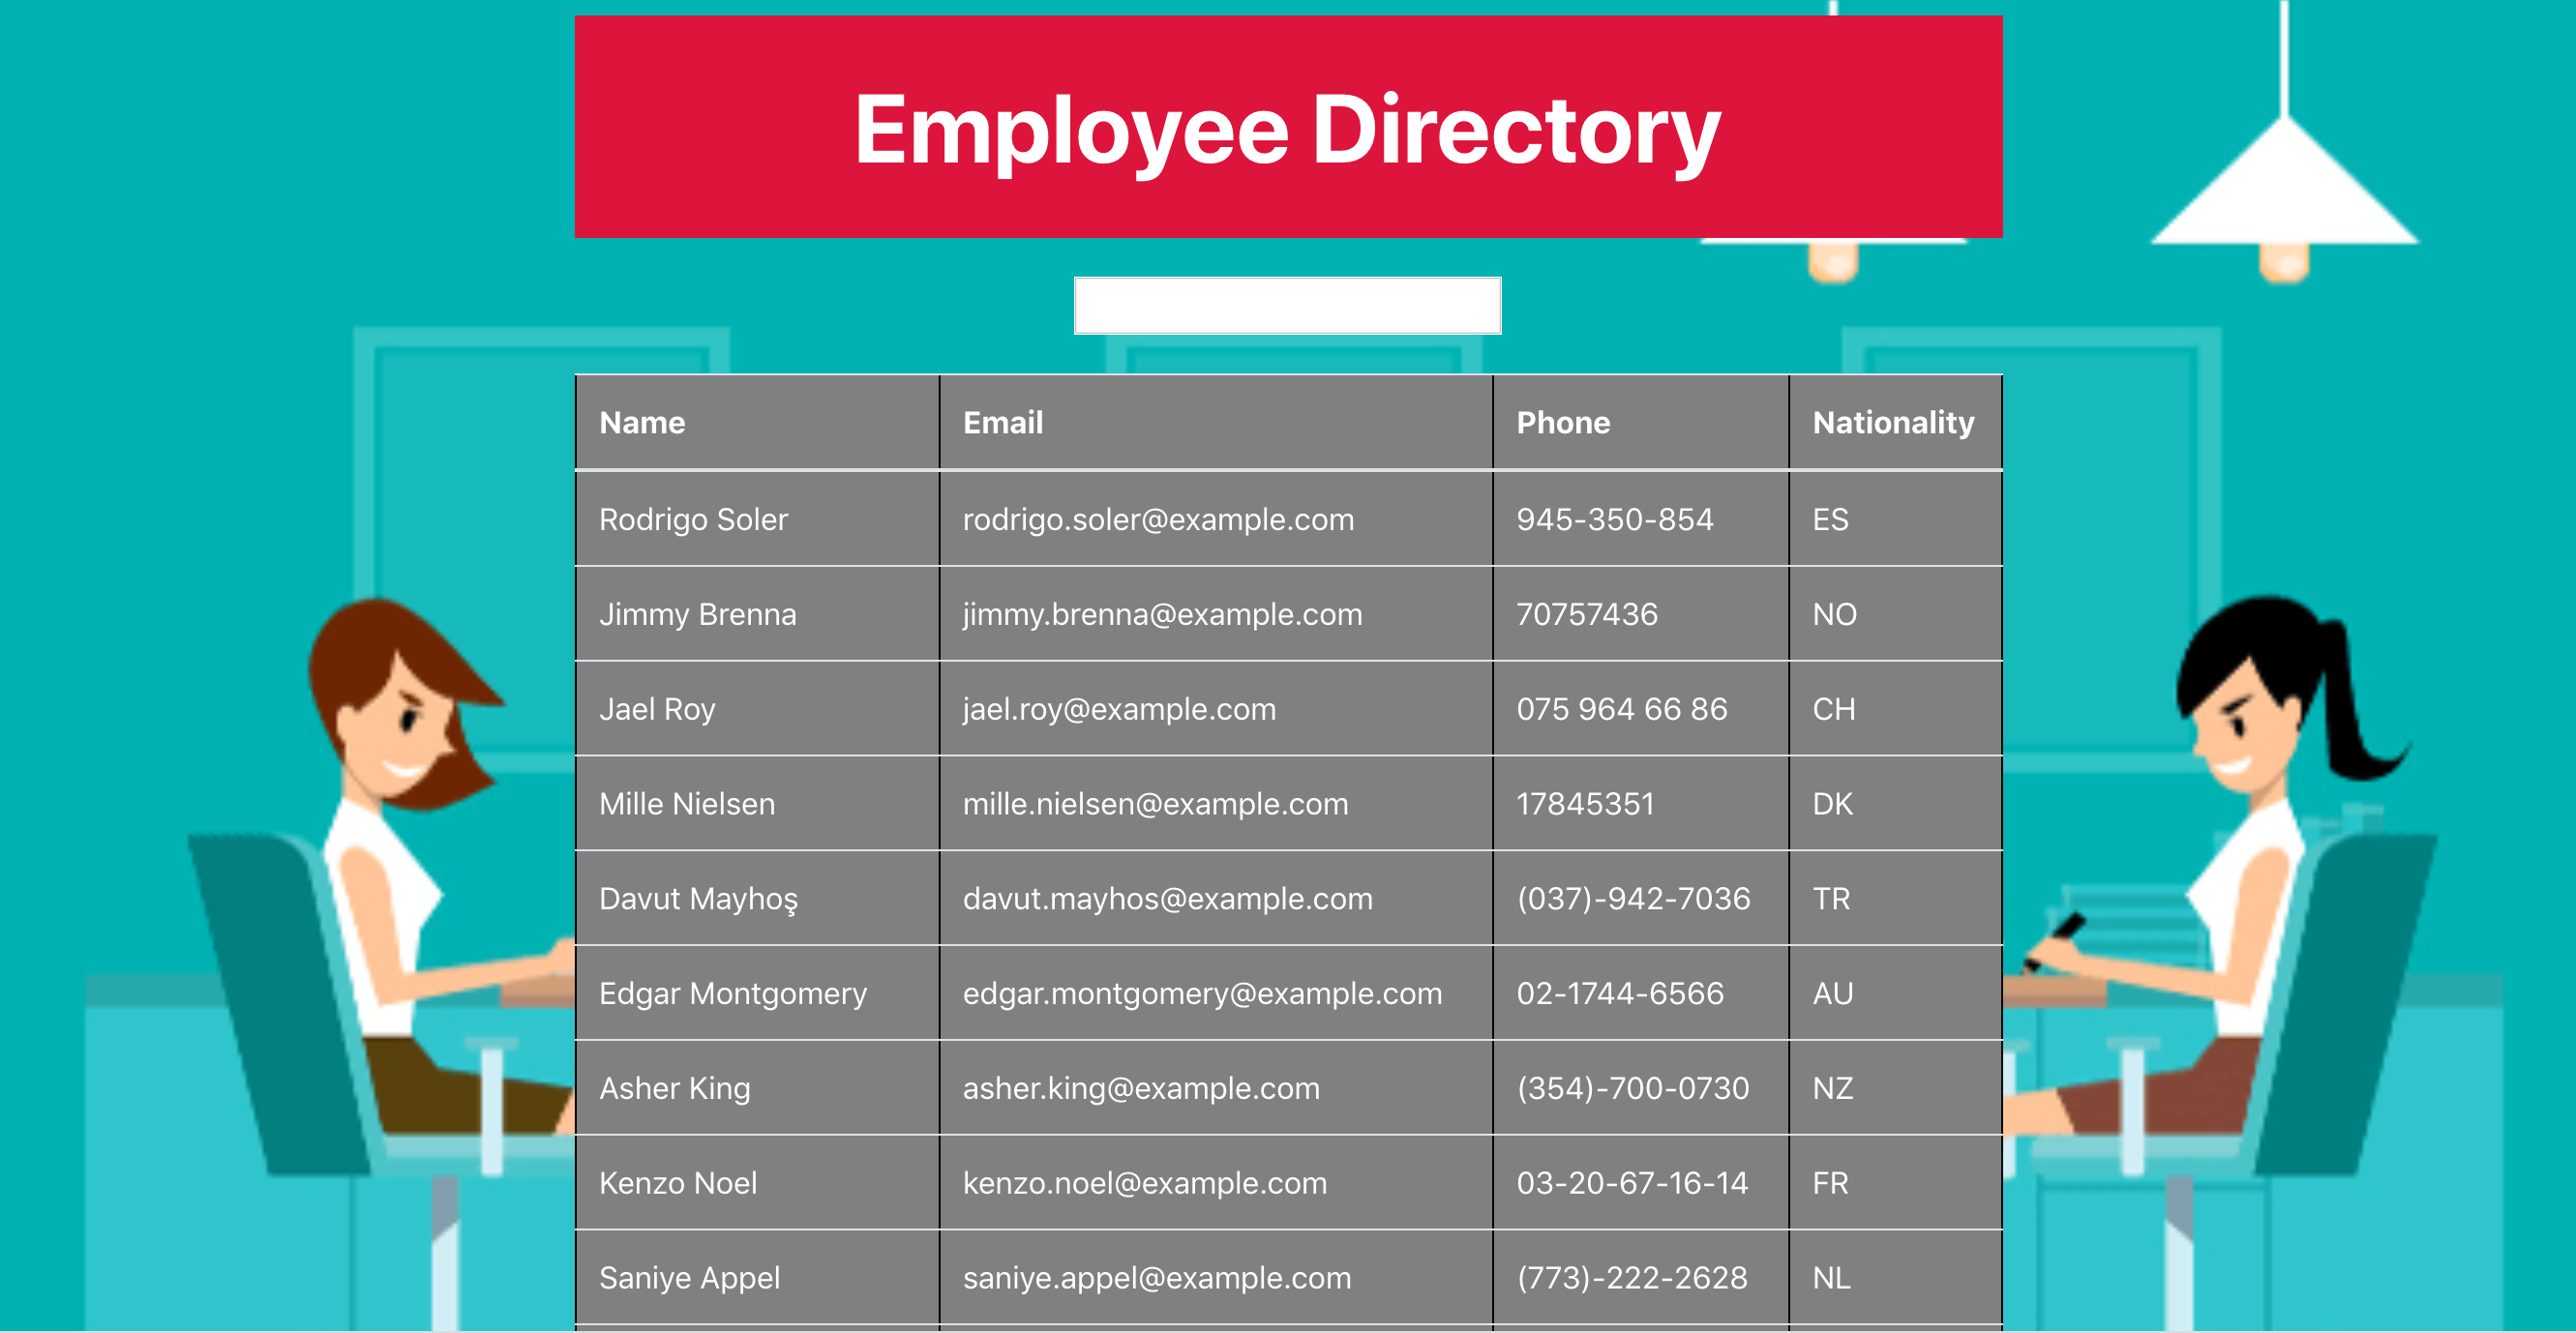 Employee Directory
Name Email Phone Nationality
Rodrigo Soler rodrigo.soler@example.com 945-350-854 ES
Jimmy Brenna jimmy.brenna@example.com 70757436 NO
Jael Roy jael.roy@example.com 075 964 66 86 CH
Mille Nielsen mille.nielsen@example.com 17845351 DK
Davut Mayhoş davut.mayhos@example.com (037)-942-7036 TR
Edgar Montgomery edgar.montgomery@example.com 02-1744-6566 AU
Asher King asher.king@example.com (354)-700-0730 NZ
Kenzo Noel kenzo.noel@example.com 03-20-67-16-14 FR
Saniye Appel saniye.appel@example.com (773)-222-2628 NL